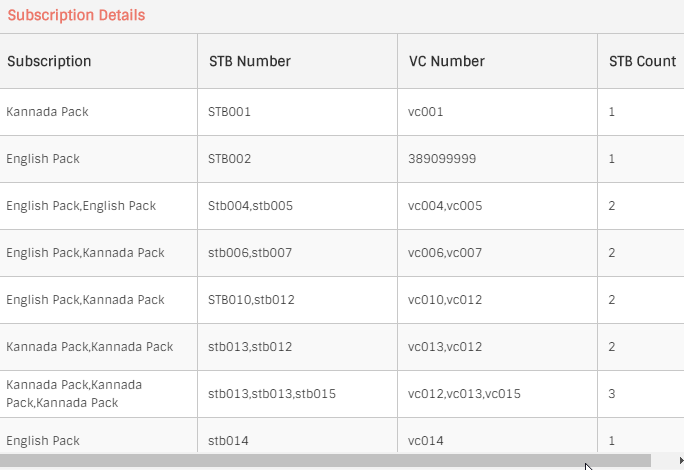 Subscription Details
Subscription STB Number VC Number STB Count
Kannada Pack STB001 vc001 1
English Pack STB002 389099999 1
English Pack,English Pack Stb004,stb005 vc004,vc005 2
English Pack,Kannada Pack stb006,stb007 vc006,vc007 2
English Pack,Kannada Pack STB010,stb012 vc010,vc012 2
Kannada Pack,Kannada Pack stb013,stb012 vc013,vc012 2
Kannada Pack,Kannada
Pack,Kannada Pack stb013,stb013,stb015 vc012,vc013,vc015 3
English Pack stb014 vc014 1